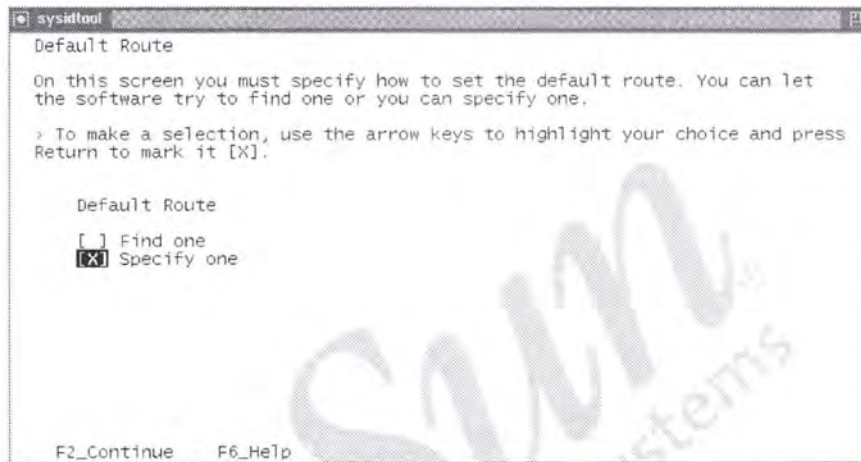 sysidtool
Default Route
On this screen you must specify how to set the default route. You can let
the software try to find one or you can specify one.
> To make a selection, use the arrow keys to highlight your choice and press
Return to mark it [X].
Default Route
[ ] Find one
[X] Specify one
F2_Continue F6_Help
Sun
systems